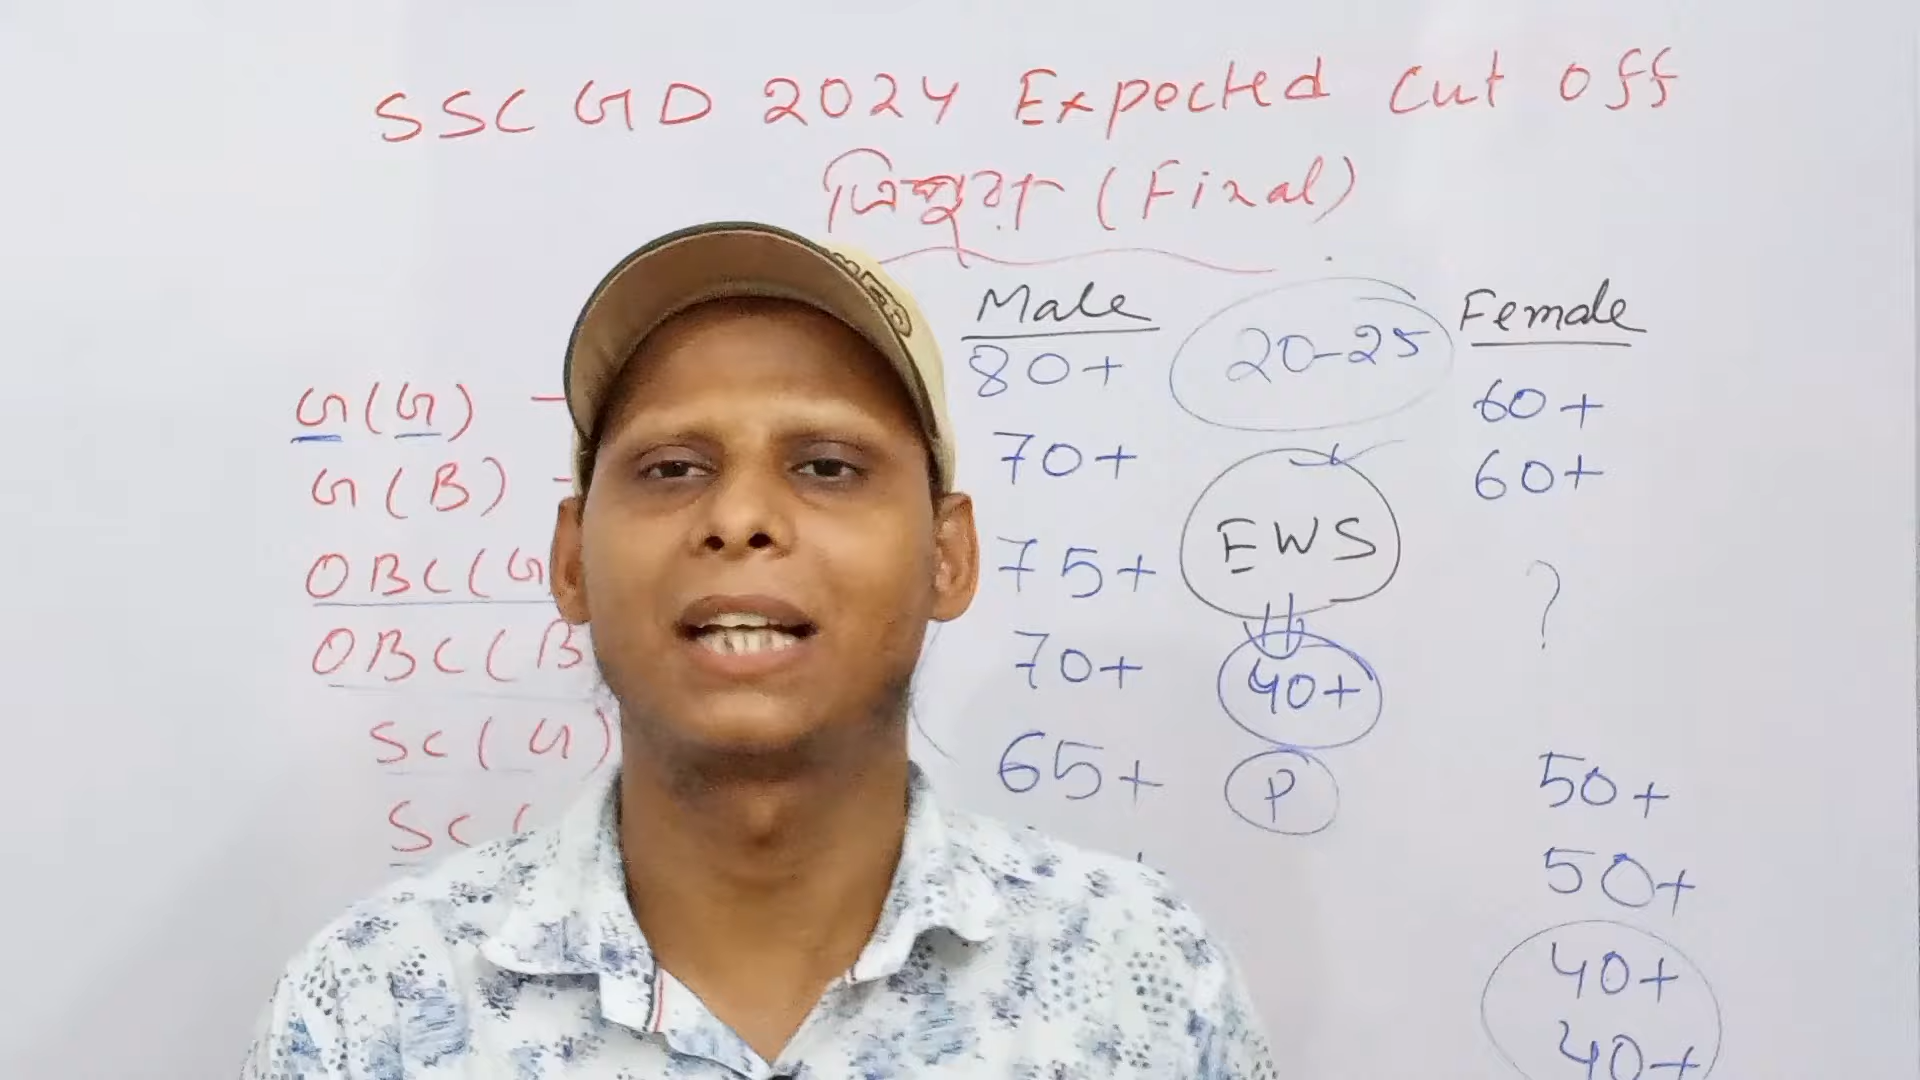 SSC GD 2024 Expected Cut off
ত্রিপুরা (Final)
Male 20-25 Female
G(G) - 80+ 60+
G(B) - 70+ 60+
OBC(G 75+ EWS ?
OBC(B 70+ 40+
SC(G) 65+ P 50+
SC( 50+
40+
40+